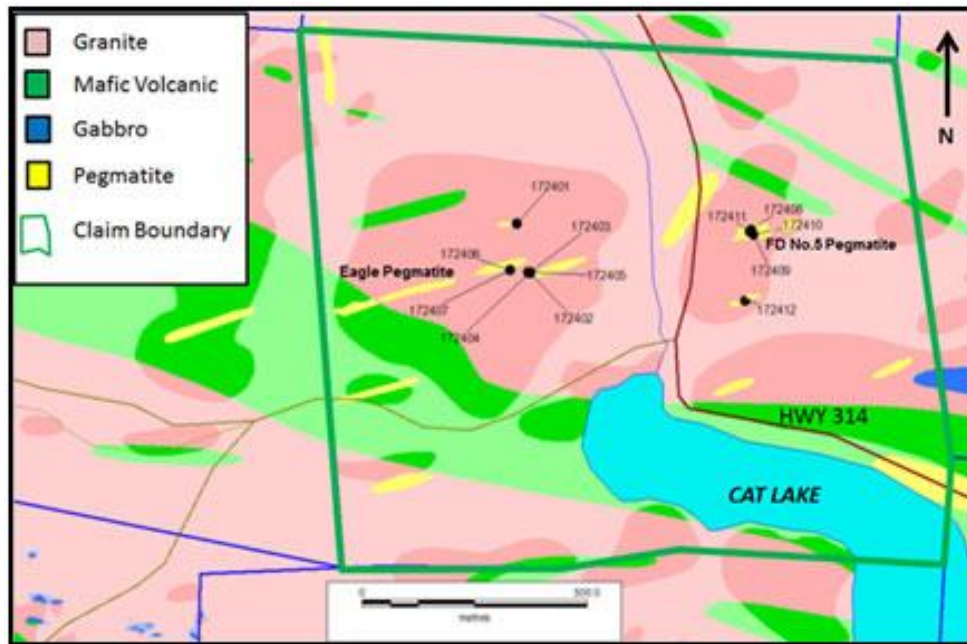 Granite
Mafic Volcanic
Gabbro
Pegmatite
Claim Boundary
N
172401
172403
172406
Eagle Pegmatite
172405
172407
172404
172402
172411
172408
172410
FD No.5 Pegmatite
172409
172412
HWY 314
CAT LAKE
0
500.0
metres